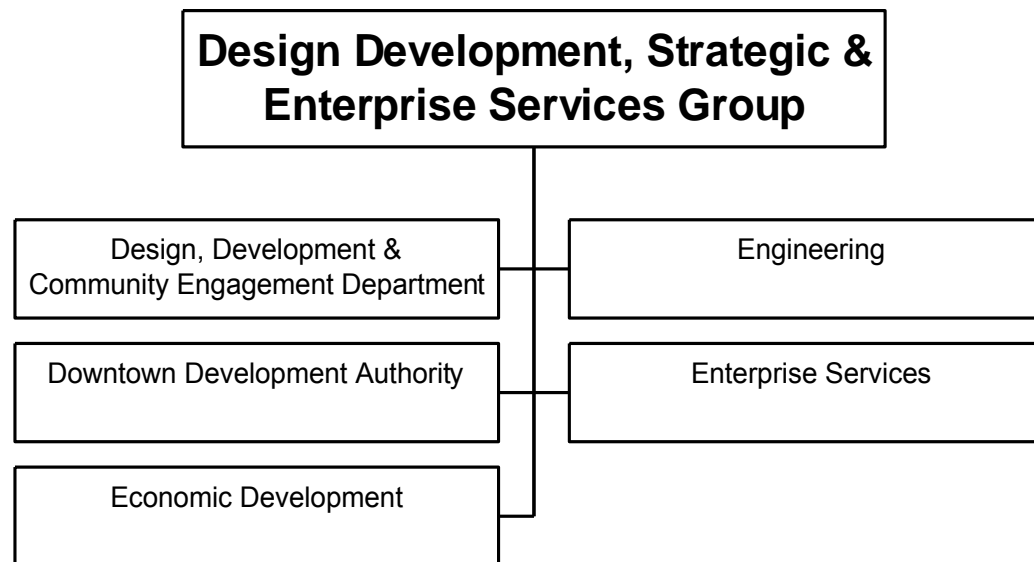 Design Development, Strategic &
Enterprise Services Group
Design, Development &
Community Engagement Department
Engineering
Downtown Development Authority
Enterprise Services
Economic Development